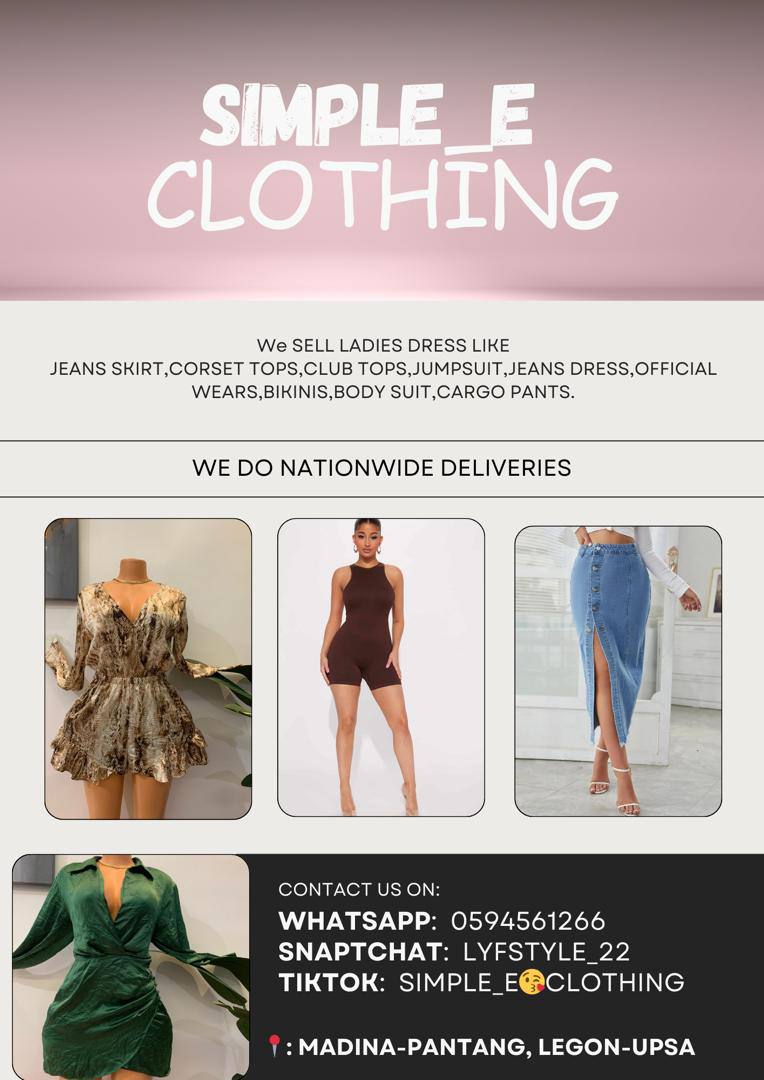 SIMPLE_E
CLOTHING
We SELL LADIES DRESS LIKE
JEANS SKIRT,CORSET TOPS,CLUB TOPS,JUMPSUIT,JEANS DRESS,OFFICIAL
WEARS,BIKINIS,BODY SUIT,CARGO PANTS.
WE DO NATIONWIDE DELIVERIES
CONTACT US ON:
WHATSAPP: 0594561266
SNAPTCHAT: LYFSTYLE_22
TIKTOK: SIMPLE_E😘CLOTHING
📍: MADINA-PANTANG, LEGON-UPSA